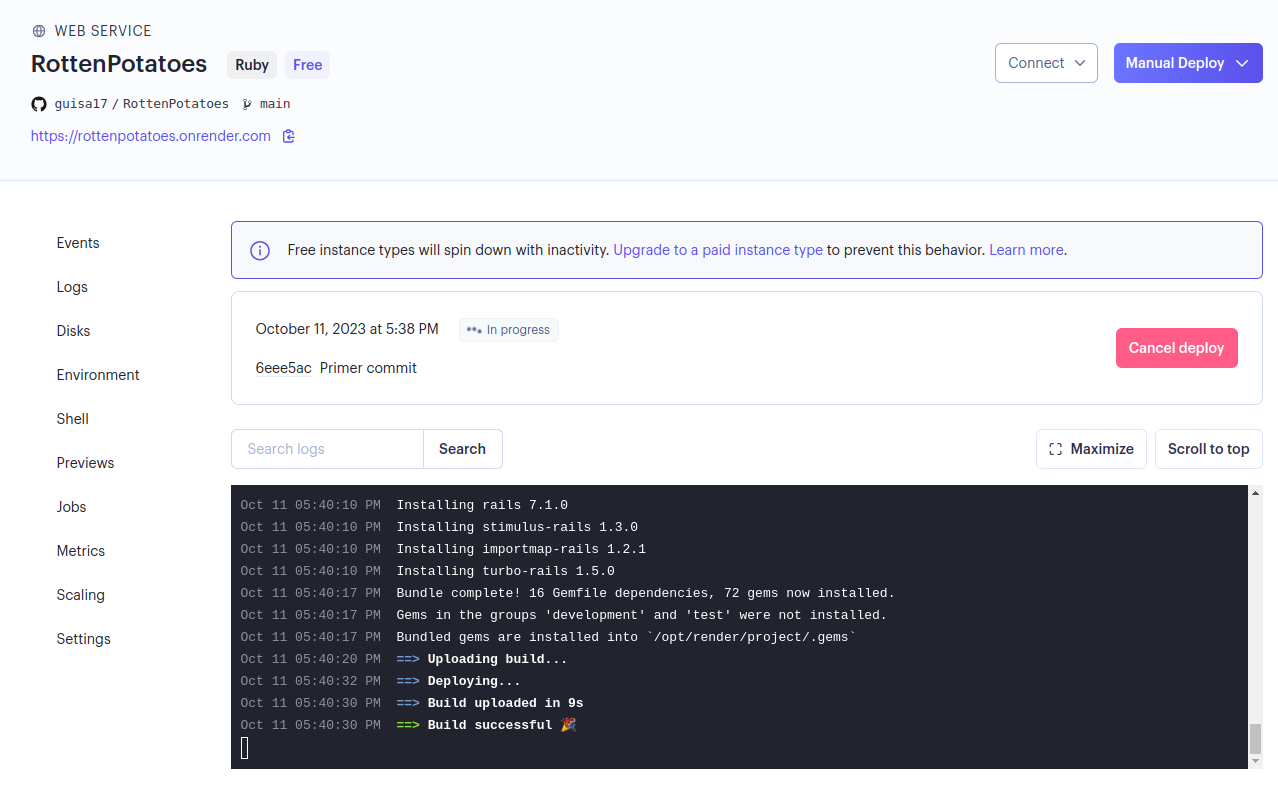 WEB SERVICE
RottenPotatoes Ruby Free
Connect Manual Deploy
guisa17 / RottenPotatoes main
https://rottenpotatoes.onrender.com
Events
Logs
Disks
Environment
Shell
Previews
Jobs
Metrics
Scaling
Settings
Free instance types will spin down with inactivity. Upgrade to a paid instance type to prevent this behavior. Learn more.
October 11, 2023 at 5:38 PM In progress
6eee5ac Primer commit
Cancel deploy
Search logs Search Maximize Scroll to top
Oct 11 05:40:10 PM Installing rails 7.1.0
Oct 11 05:40:10 PM Installing stimulus-rails 1.3.0
Oct 11 05:40:10 PM Installing importmap-rails 1.2.1
Oct 11 05:40:10 PM Installing turbo-rails 1.5.0
Oct 11 05:40:17 PM Bundle complete! 16 Gemfile dependencies, 72 gems now installed.
Oct 11 05:40:17 PM Gems in the groups 'development' and 'test' were not installed.
Oct 11 05:40:17 PM Bundled gems are installed into `/opt/render/project/.gems`
Oct 11 05:40:20 PM ==> Uploading build...
Oct 11 05:40:32 PM ==> Deploying...
Oct 11 05:40:30 PM ==> Build uploaded in 9s
Oct 11 05:40:30 PM ==> Build successful 🎉